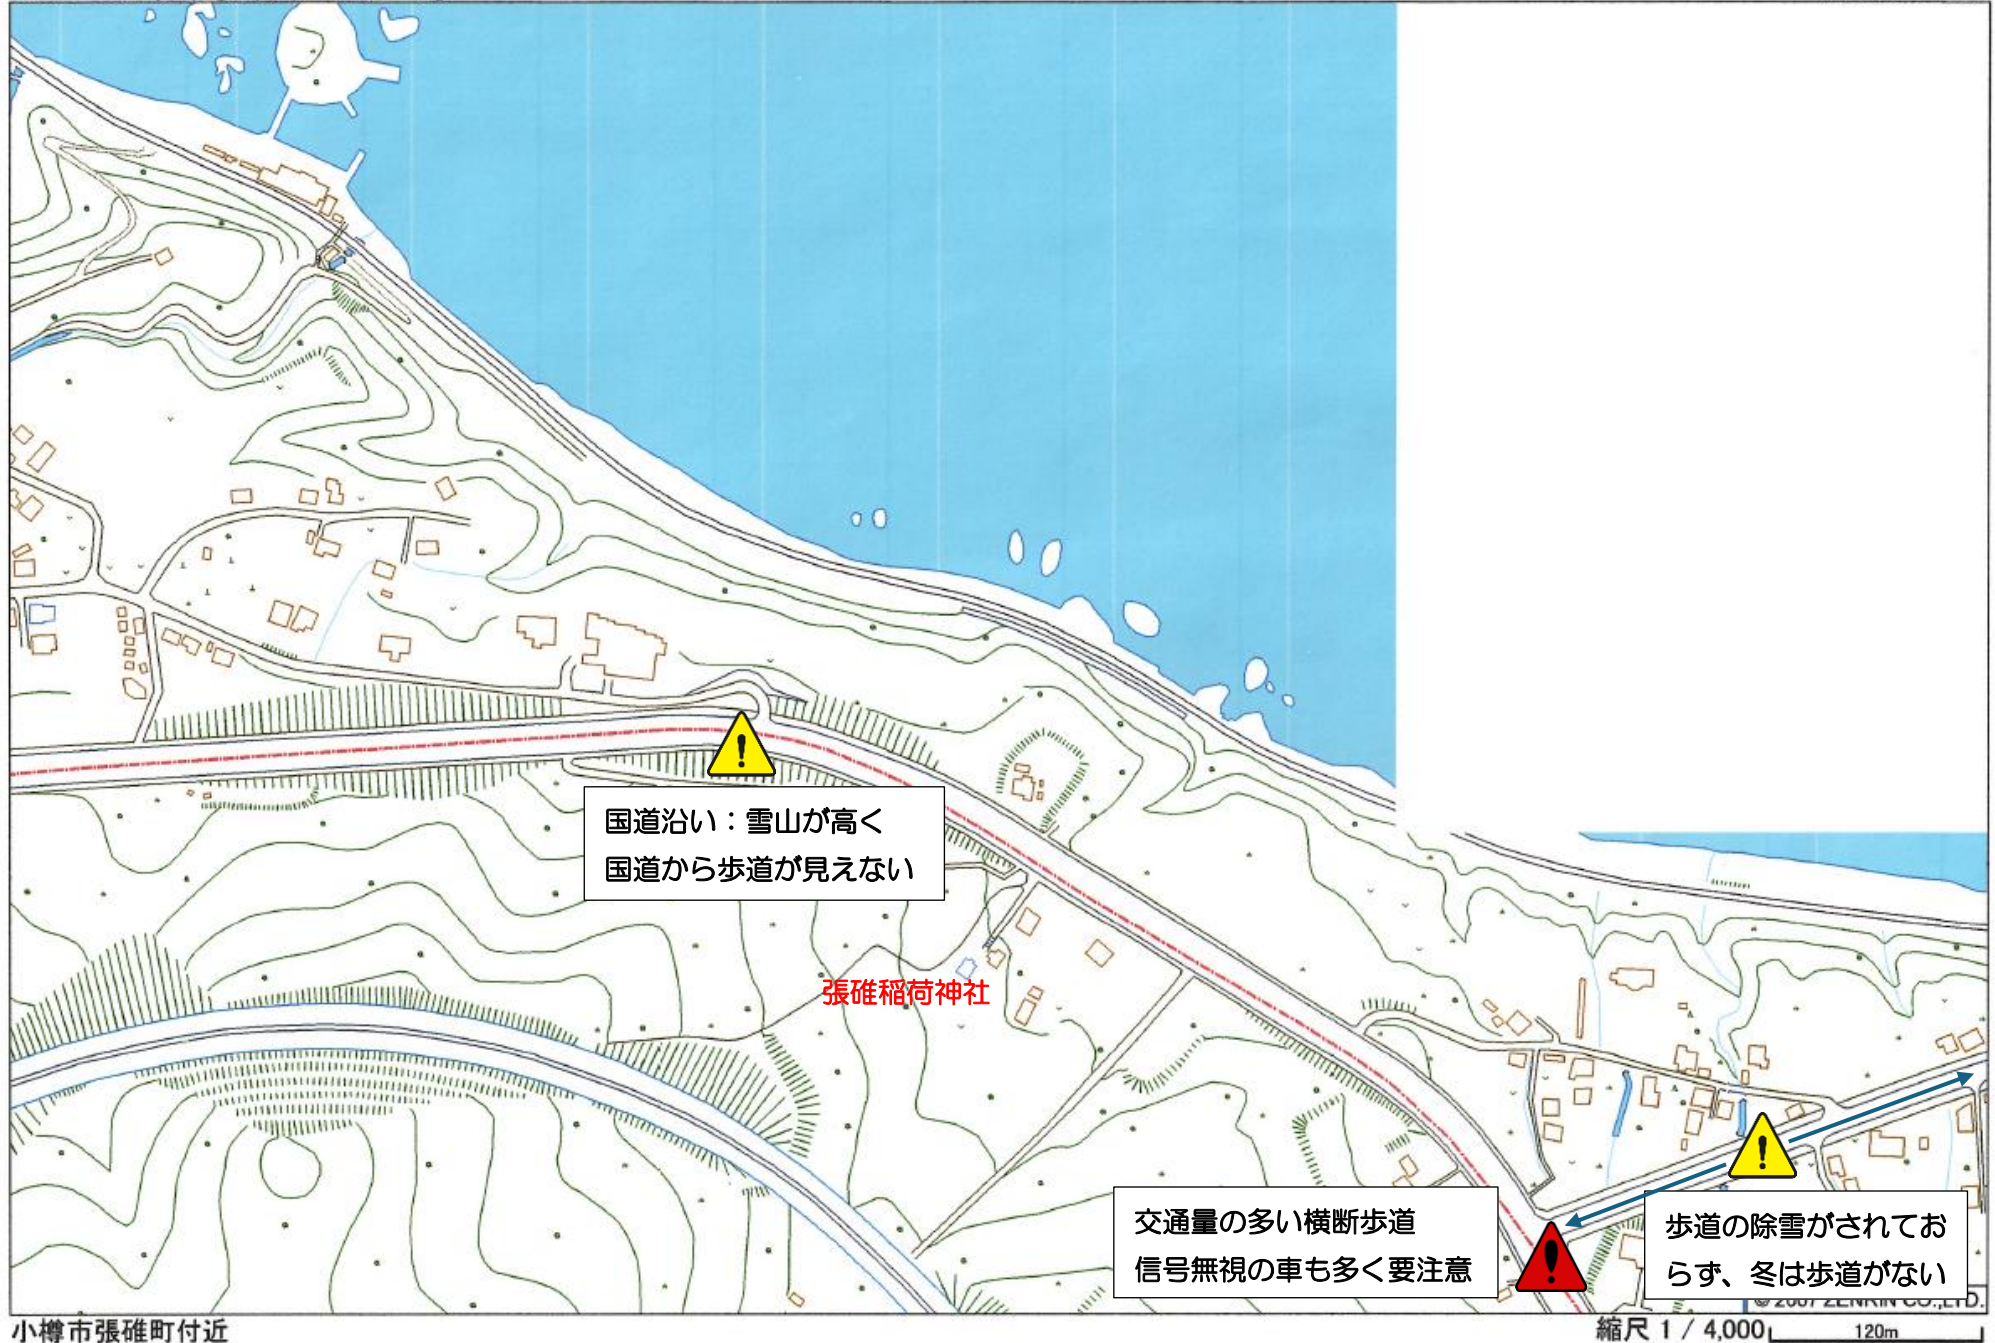 国道沿い：雪山が高く
国道から歩道が見えない
張碓稲荷神社
交通量の多い横断歩道
信号無視の車も多く要注意
歩道の除雪がされてお
らず、冬は歩道がない
© 2007 ZENRIN CO.,LTD.
小樽市張碓町付近
縮尺 1 / 4,000
120m